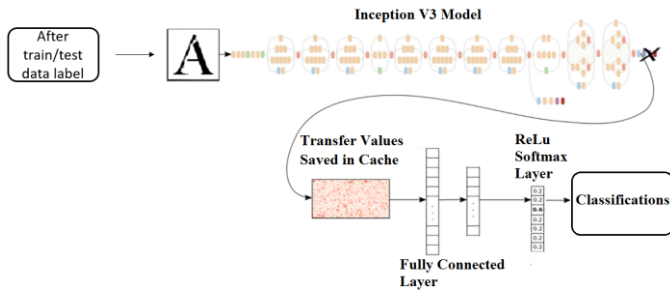 Inception V3 Model
After
train/test
data label
A
Transfer Values
Saved in Cache
ReLu
Softmax
Layer
0.2
0.2
0.6
0.2
0.2
0.2
0.2
Classifications
Fully Connected
Layer